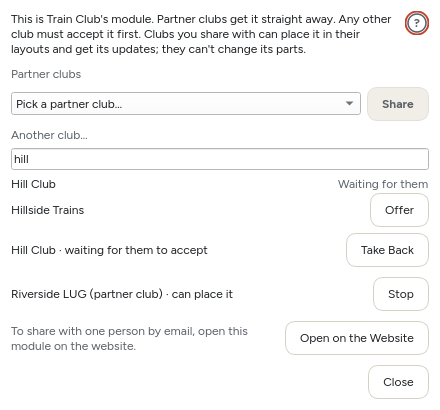 This is Train Club's module. Partner clubs get it straight away. Any other
club must accept it first. Clubs you share with can place it in their
layouts and get its updates; they can't change its parts.
?
Partner clubs
Pick a partner club...
Share
Another club...
hill
Hill Club
Waiting for them
Hillside Trains
Offer
Hill Club · waiting for them to accept
Take Back
Riverside LUG (partner club) · can place it
Stop
To share with one person by email, open this
module on the website.
Open on the Website
Close